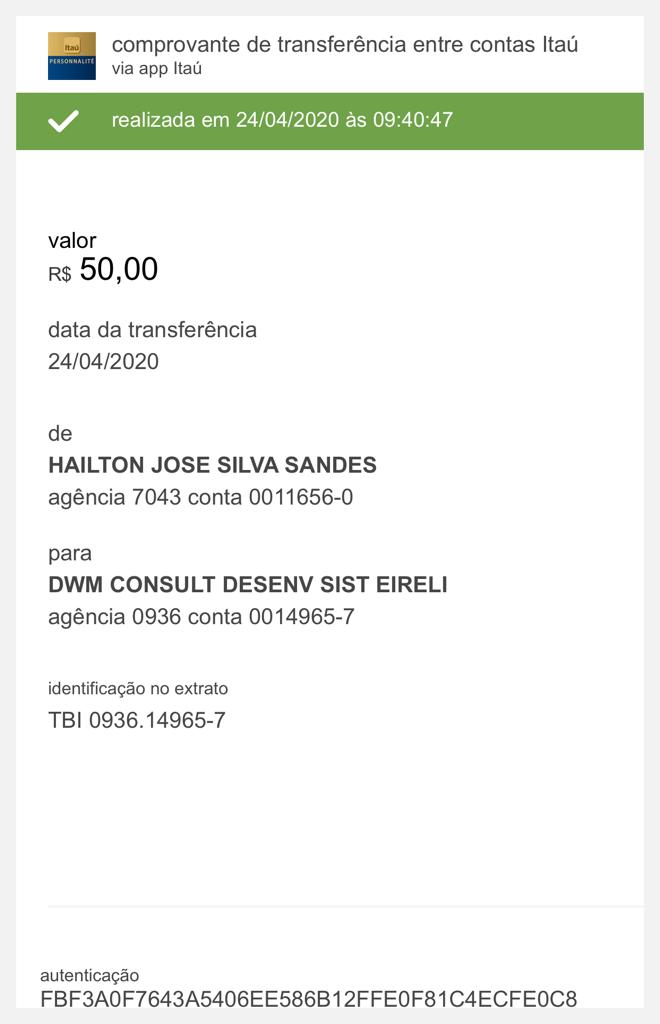 Itaú
PERSONNALITÉ
comprovante de transferência entre contas Itaú
via app Itaú
realizada em 24/04/2020 às 09:40:47
valor
R$ 50,00
data da transferência
24/04/2020
de
HAILTON JOSE SILVA SANDES
agência 7043 conta 0011656-0
para
DWM CONSULT DESENV SIST EIRELI
agência 0936 conta 0014965-7
identificação no extrato
TBI 0936.14965-7
autenticação
FBF3A0F7643A5406EE586B12FFE0F81C4ECFE0C8